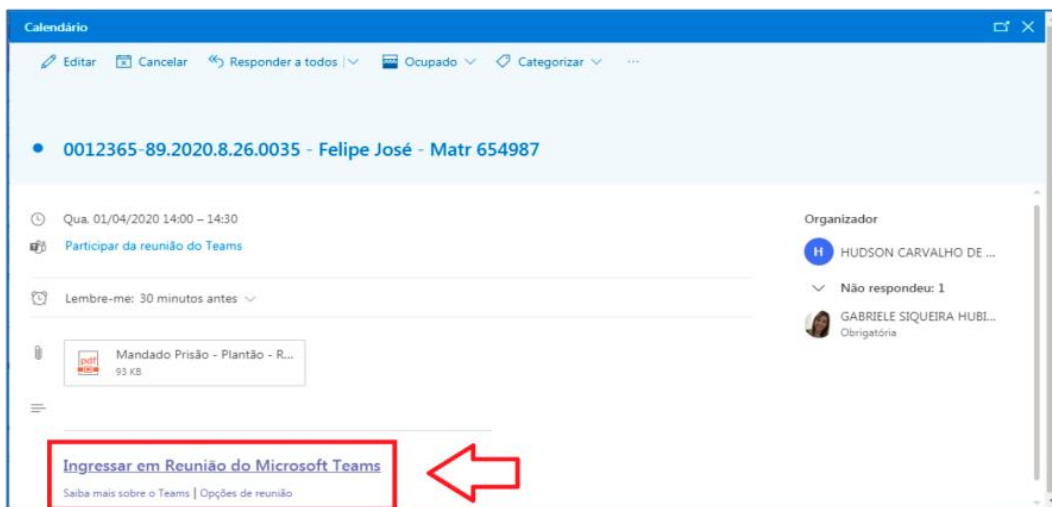 Calendário
Editar Cancelar Responder a todos Ocupado Categorizar ...
0012365-89.2020.8.26.0035 - Felipe José - Matr 654987
Qua. 01/04/2020 14:00 – 14:30
Participar da reunião do Teams
Lembre-me: 30 minutos antes
pdf
Mandado Prisão - Plantão - R...
93 KB
Ingressar em Reunião do Microsoft Teams
Saiba mais sobre o Teams | Opções de reunião
Organizador
H
HUDSON CARVALHO DE ...
Não respondeu: 1
GABRIELE SIQUEIRA HUBI...
Obrigatória